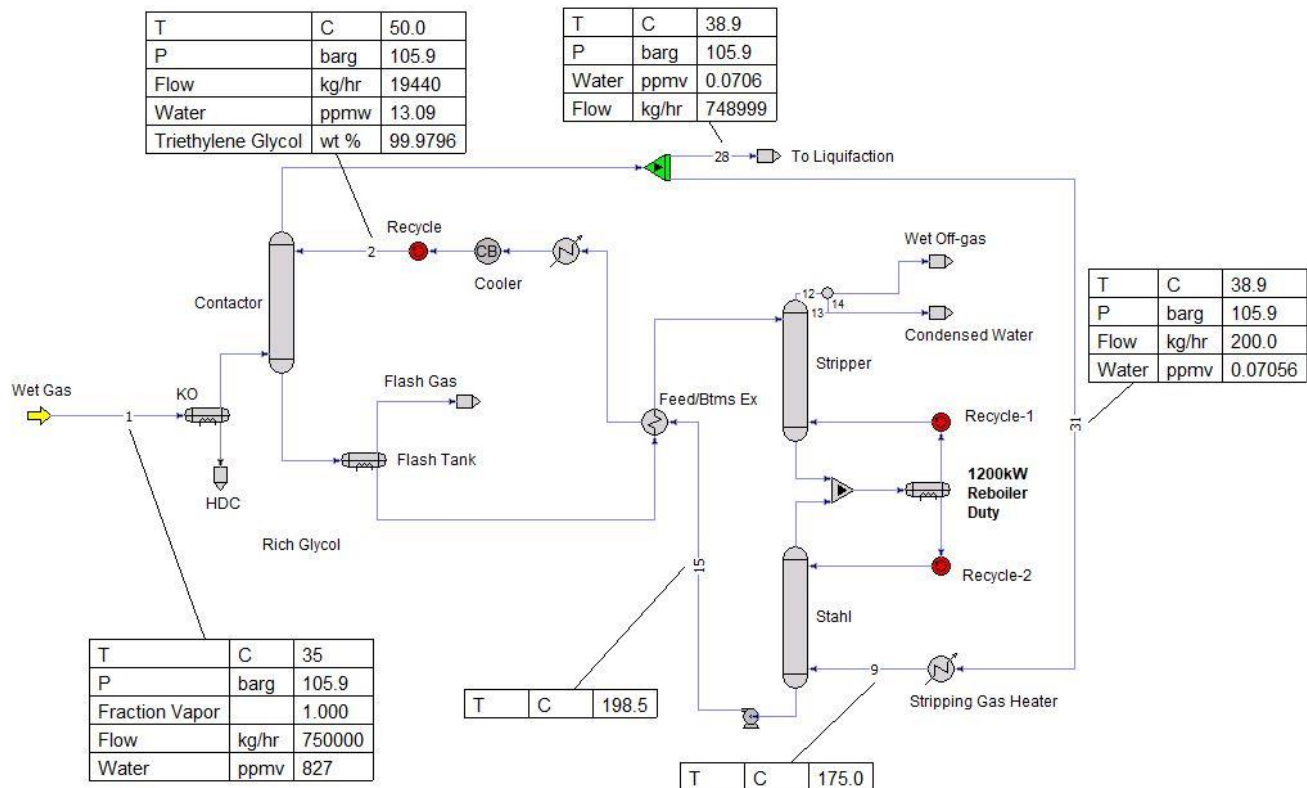 T C 50.0
P barg 105.9
Flow kg/hr 19440
Water ppmw 13.09
Triethylene Glycol wt % 99.9796
T C 38.9
P barg 105.9
Water ppmv 0.0706
Flow kg/hr 748999
28
To Liquifaction
Recycle
2
CB
Cooler
Contactor
Wet Off-gas
12
14
13
Condensed Water
Stripper
T C 38.9
P barg 105.9
Flow kg/hr 200.0
Water ppmv 0.07056
Wet Gas
1
KO
HDC
Flash Gas
Flash Tank
Feed/Btms Ex
Rich Glycol
Recycle-1
31
1200kW
Reboiler
Duty
Recycle-2
15
Stahl
9
Stripping Gas Heater
T C 35
P barg 105.9
Fraction Vapor 1.000
Flow kg/hr 750000
Water ppmv 827
T C 198.5
T C 175.0